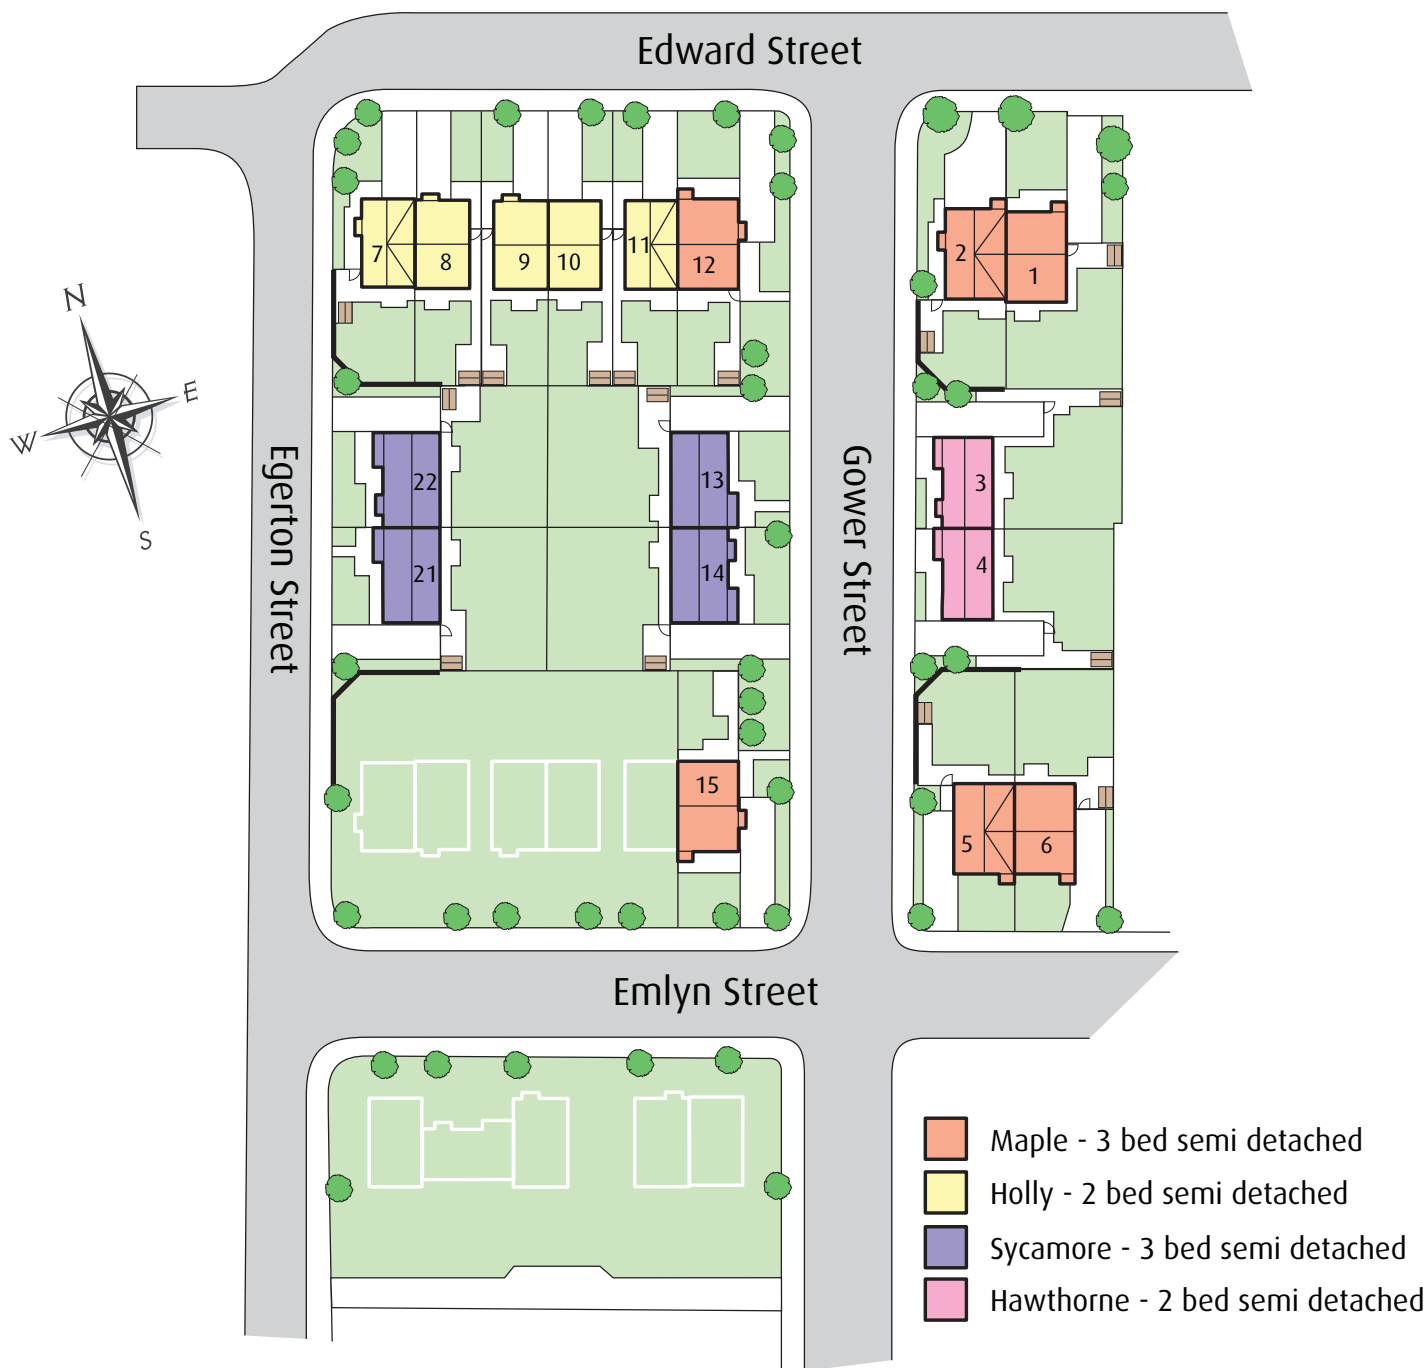 Edward Street
7
8
9
10
11
12
2
1
N
E
W
S
Egerton Street
22
21
13
14
Gower Street
3
4
15
5
6
Emlyn Street
Maple - 3 bed semi detached
Holly - 2 bed semi detached
Sycamore - 3 bed semi detached
Hawthorne - 2 bed semi detached